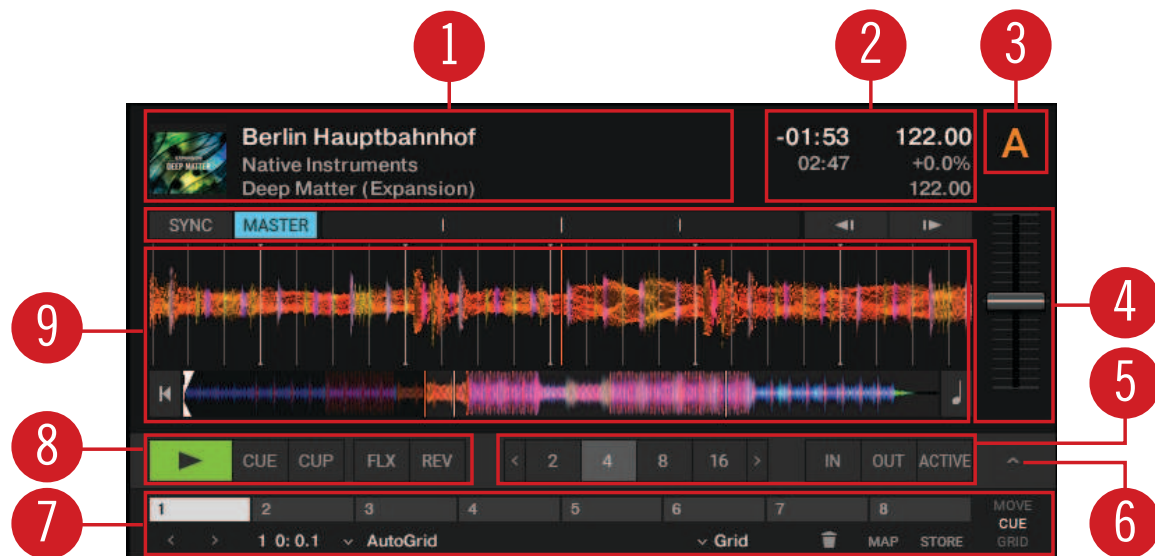 1 2 3
Berlin Hauptbahnhof -01:53 122.00 A
Native Instruments 02:47 +0.0%
Deep Matter (Expansion) 122.00
DEEP MATTER
SYNC MASTER
9 4
5
8 CUE CUP FLX REV < 2 4 8 16 > IN OUT ACTIVE
7 1 2 3 4 5 6 7 8 MOVE 6
< > 1 0: 0.1 AutoGrid Grid MAP STORE CUE
GRID